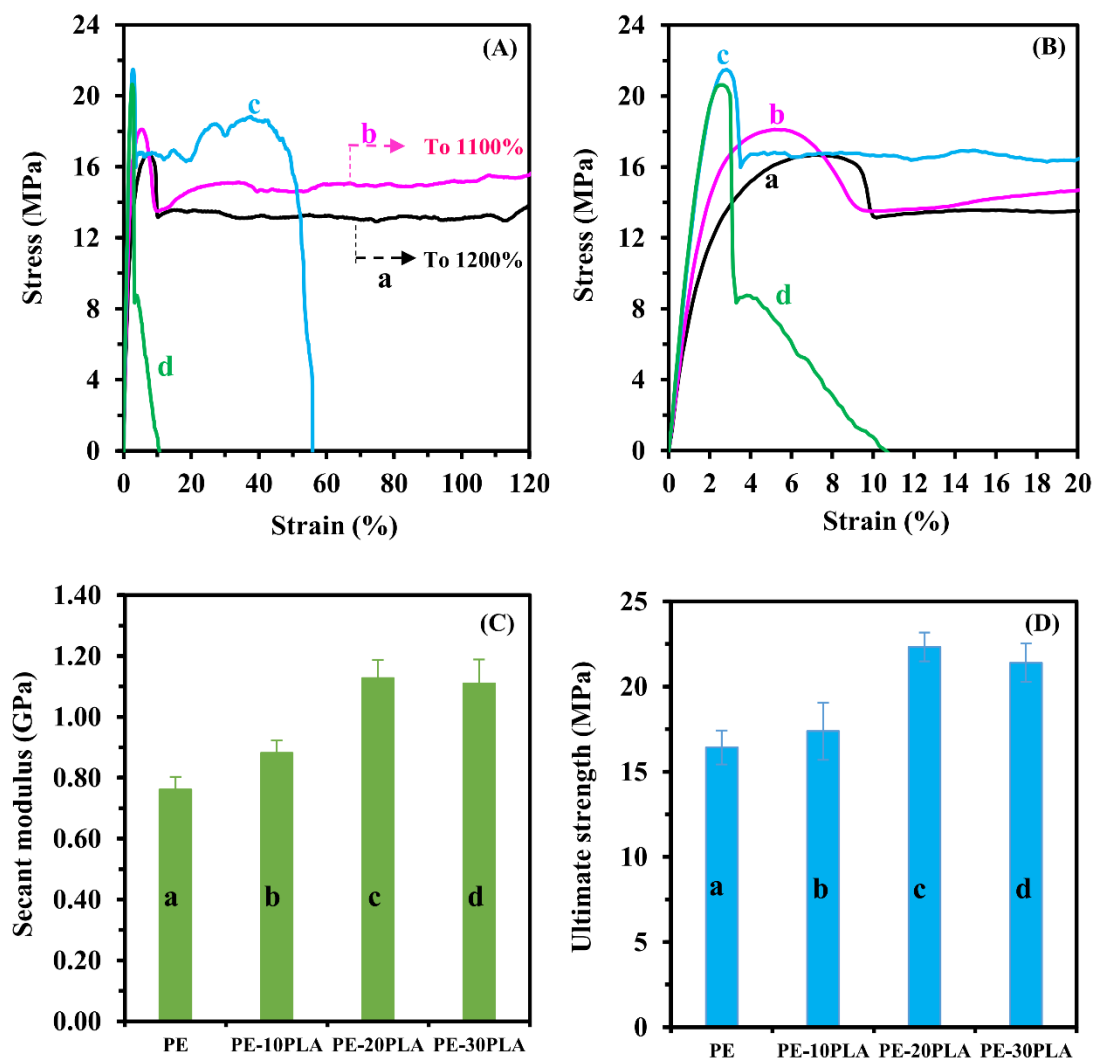 (A)
24
20
16
12
8
4
0
Stress (MPa)
c
b
To 1100%
a
To 1200%
d
0 20 40 60 80 100 120
Strain (%)
(B)
24
20
16
12
8
4
0
Stress (MPa)
c
b
a
d
0 2 4 6 8 10 12 14 16 18 20
Strain (%)
(C)
1.40
1.20
1.00
0.80
0.60
0.40
0.20
0.00
Secant modulus (GPa)
a b c d
PE PE-10PLA PE-20PLA PE-30PLA
(D)
25
20
15
10
5
0
Ultimate strength (MPa)
a b c d
PE PE-10PLA PE-20PLA PE-30PLA